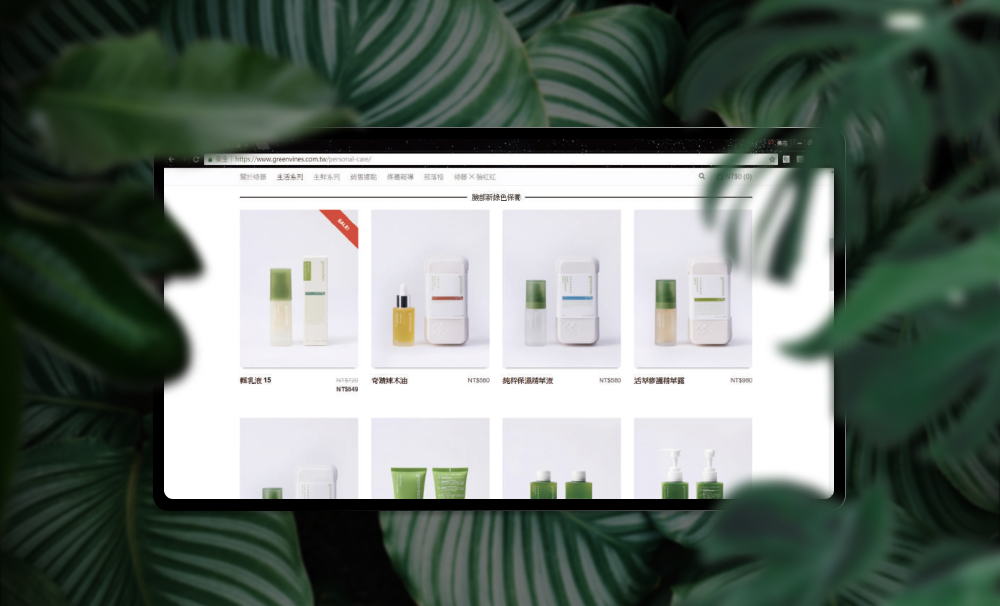 安全 https://www.greenvines.com.tw/personal-care/
關於綠藤 生活系列 生鮮系列 銷售據點 媒體報導 部落格 綠藤 ✕ 臉紅紅 NT$0 (0)
臉部新綠色保養
SALE!
輕乳液 15 NT$720 奇蹟辣木油 NT$560 純粹保濕精華液 NT$580 活萃修護精華露 NT$980
NT$649